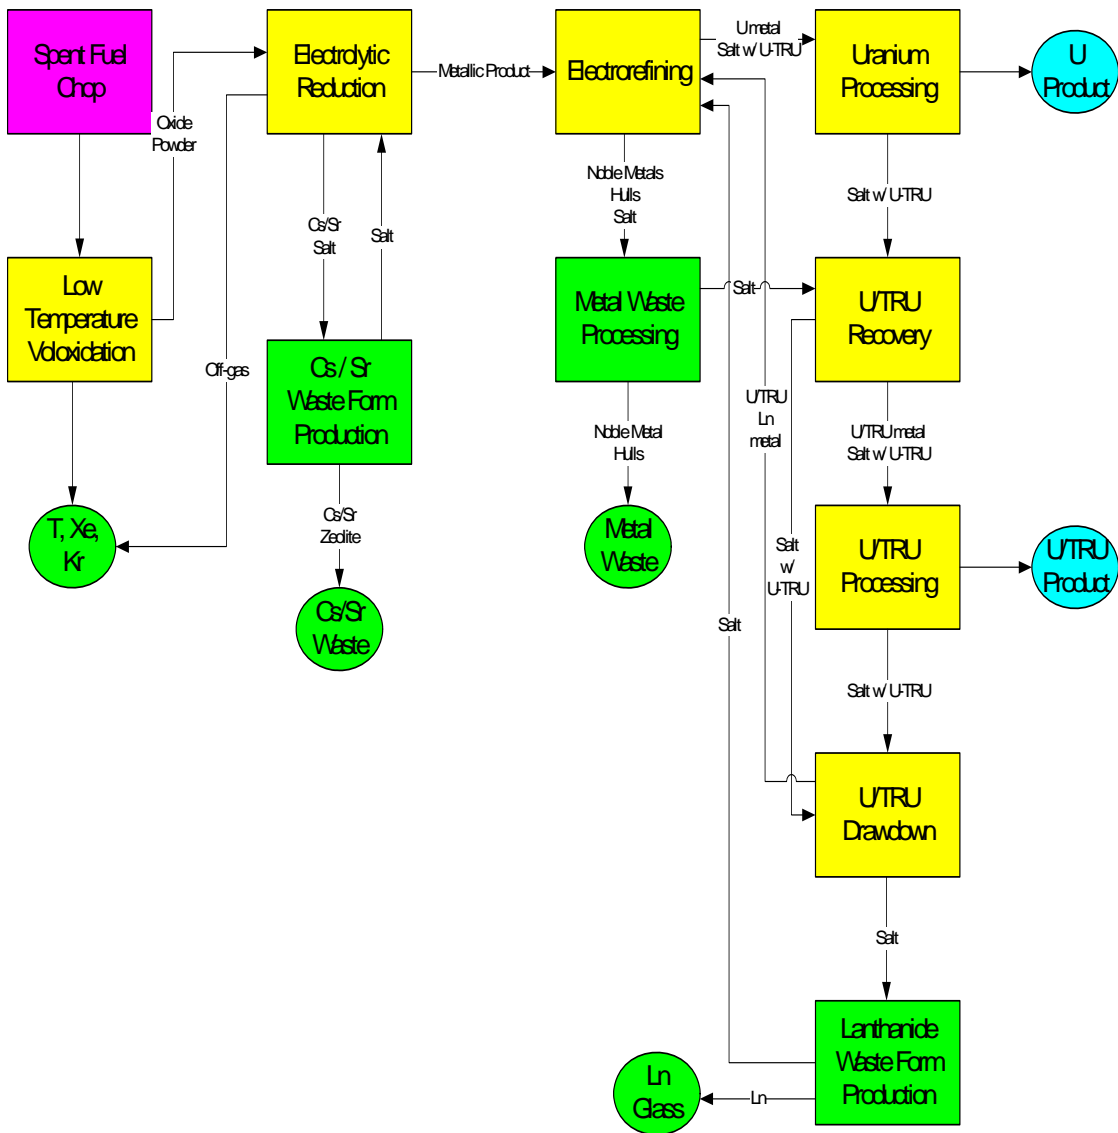 Spent Fuel
Chop
Oxide
Powder
Electrolytic
Reduction
Metallic Product
Electrorefining
U metal
Salt w/ U-TRU
Uranium
Processing
U
Product
Low
Temperature
Voloxidation
Off-gas
Cs/Sr
Salt
Salt
Noble Metals
Hulls
Salt
Salt w/ U-TRU
Cs / Sr
Waste Form
Production
Metal Waste
Processing
Salt
U/TRU
Recovery
U/TRU
Ln
metal
U/TRU metal
Salt w/ U-TRU
T, Xe,
Kr
Cs/Sr
Zeolite
Noble Metal
Hulls
Metal
Waste
Salt
w/
U-TRU
U/TRU
Processing
U/TRU
Product
Cs/Sr
Waste
Salt
Salt w/ U-TRU
U/TRU
Drawdown
Salt
Lanthanide
Waste Form
Production
Ln
Glass
Ln